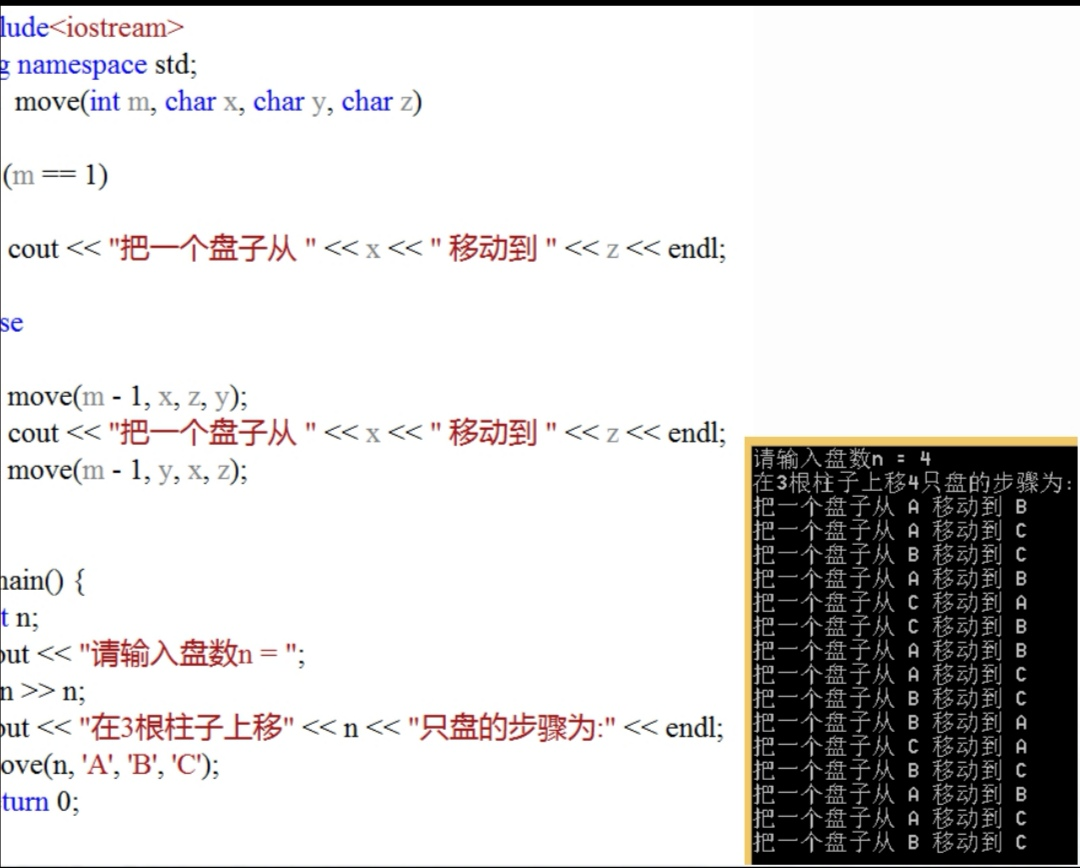 lude<iostream>
g namespace std;
move(int m, char x, char y, char z)
(m == 1)
cout << "把一个盘子从 " << x << " 移动到 " << z << endl;
se
move(m - 1, x, z, y);
cout << "把一个盘子从 " << x << " 移动到 " << z << endl;
move(m - 1, y, x, z);
ain() {
t n;
out << "请输入盘数n = ";
n >> n;
out << "在3根柱子上移" << n << "只盘的步骤为:" << endl;
ove(n, 'A', 'B', 'C');
turn 0;
请输入盘数n = 4
在3根柱子上移4只盘的步骤为:
把一个盘子从 A 移动到 B
把一个盘子从 A 移动到 C
把一个盘子从 B 移动到 C
把一个盘子从 A 移动到 B
把一个盘子从 C 移动到 A
把一个盘子从 C 移动到 B
把一个盘子从 A 移动到 B
把一个盘子从 A 移动到 C
把一个盘子从 B 移动到 C
把一个盘子从 B 移动到 A
把一个盘子从 C 移动到 A
把一个盘子从 B 移动到 C
把一个盘子从 A 移动到 B
把一个盘子从 A 移动到 C
把一个盘子从 B 移动到 C